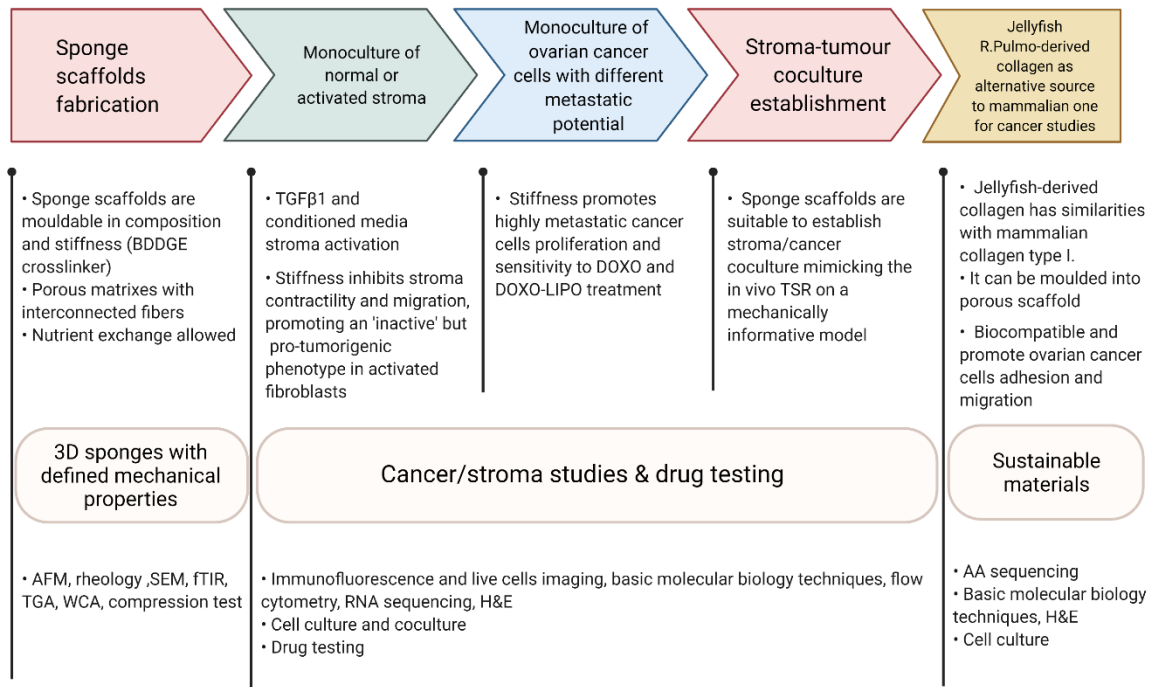 Sponge
scaffolds
fabrication
Monoculture of
normal or
activated stroma
Monoculture of
ovarian cancer
cells with different
metastatic
potential
Stroma-tumour
coculture
establishment
Jellyfish
R.Pulmo-derived
collagen as
alternative source
to mammalian one
for cancer studies
• Sponge scaffolds are
mouldable in composition
and stiffness (BDDGE
crosslinker)
• Porous matrixes with
interconnected fibers
• Nutrient exchange allowed
• TGFβ1 and
conditioned media
stroma activation
• Stiffness inhibits stroma
contractility and migration,
promoting an 'inactive' but
pro-tumorigenic
phenotype in activated
fibroblasts
• Stiffness promotes
highly metastatic cancer
cells proliferation and
sensitivity to DOXO and
DOXO-LIPO treatment
• Sponge scaffolds are
suitable to establish
stroma/cancer
coculture mimicking the
in vivo TSR on a
mechanically
informative model
• Jellyfish-derived
collagen has similarities
with mammalian
collagen type I.
• It can be moulded into
porous scaffold
• Biocompatible and
promote ovarian cancer
cells adhesion and
migration
3D sponges with
defined mechanical
properties
Cancer/stroma studies & drug testing
Sustainable
materials
• AFM, rheology ,SEM, fTIR,
TGA, WCA, compression test
• Immunofluorescence and live cells imaging, basic molecular biology techniques, flow
cytometry, RNA sequencing, H&E
• Cell culture and coculture
• Drug testing
• AA sequencing
• Basic molecular biology
techniques, H&E
• Cell culture